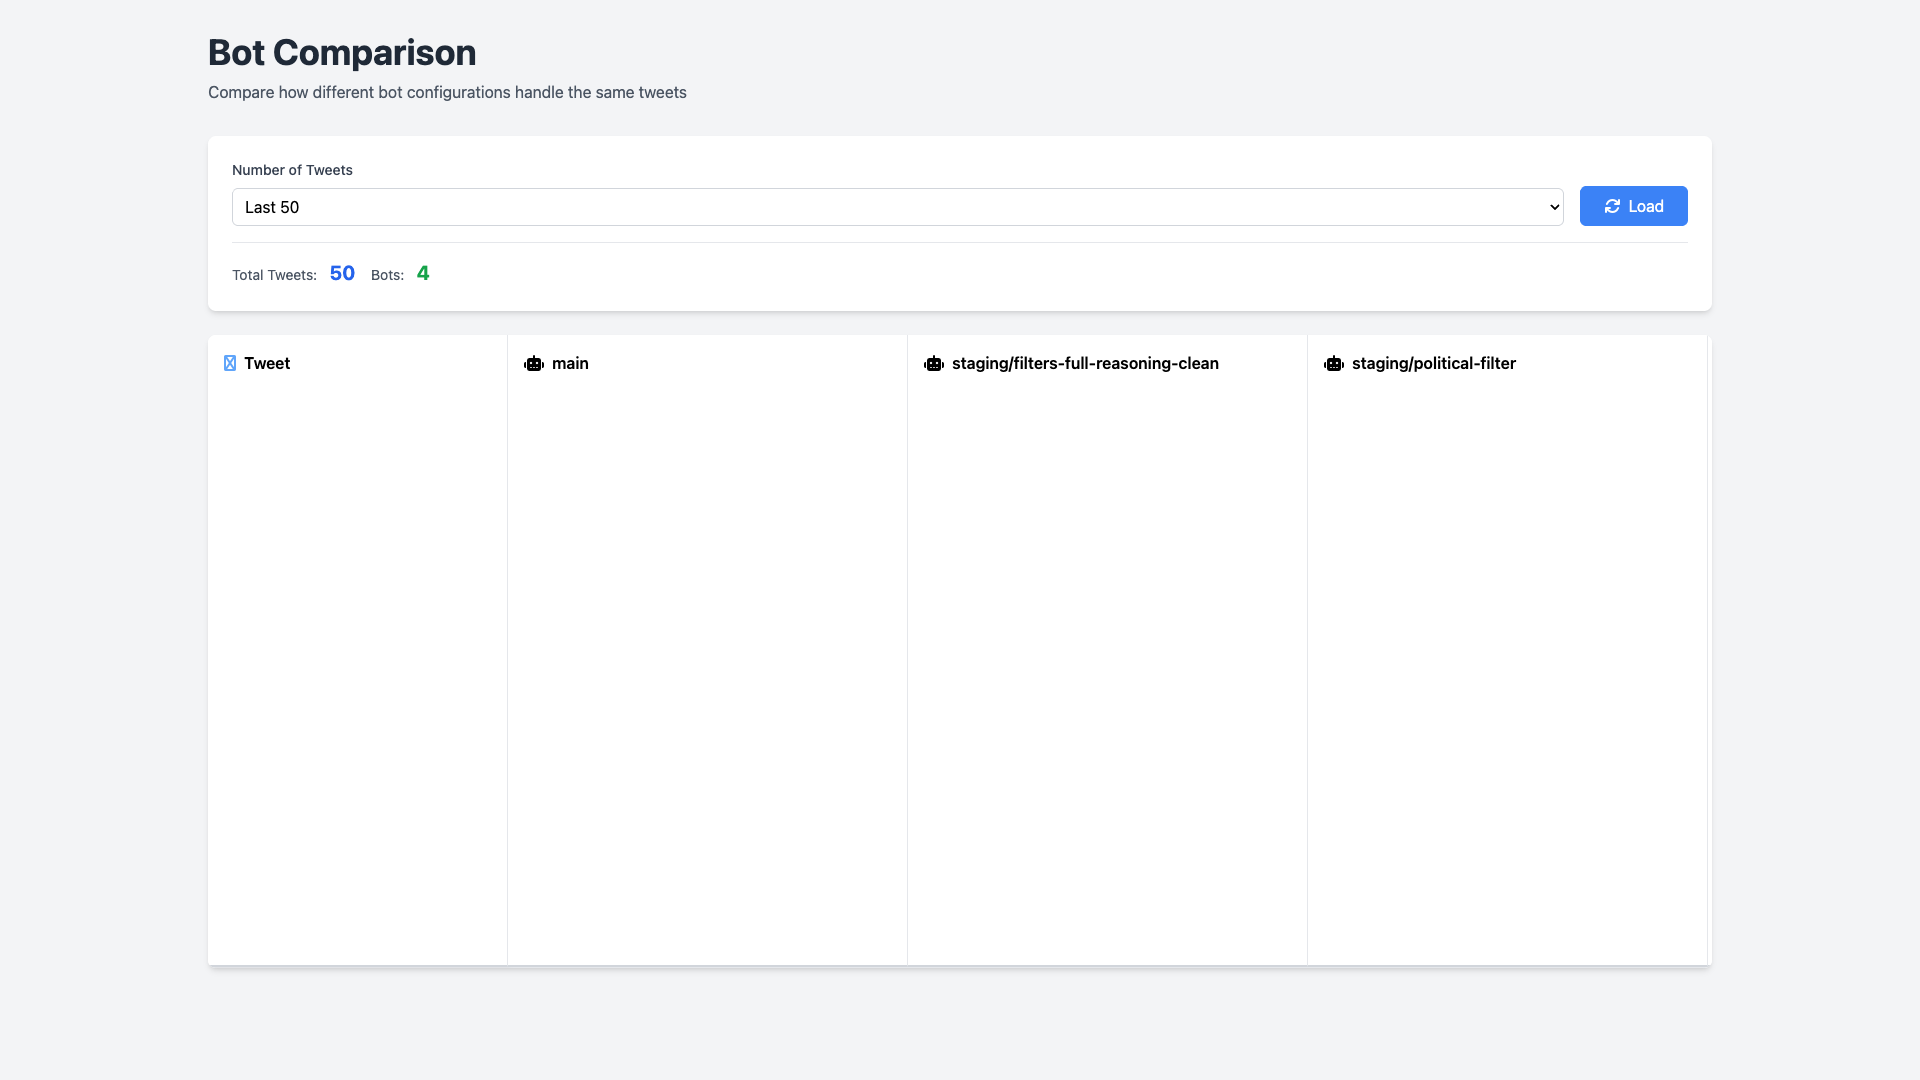 Bot Comparison
Compare how different bot configurations handle the same tweets
Number of Tweets
Last 50
Load
Total Tweets: 50 Bots: 4
Tweet
main
staging/filters-full-reasoning-clean
staging/political-filter